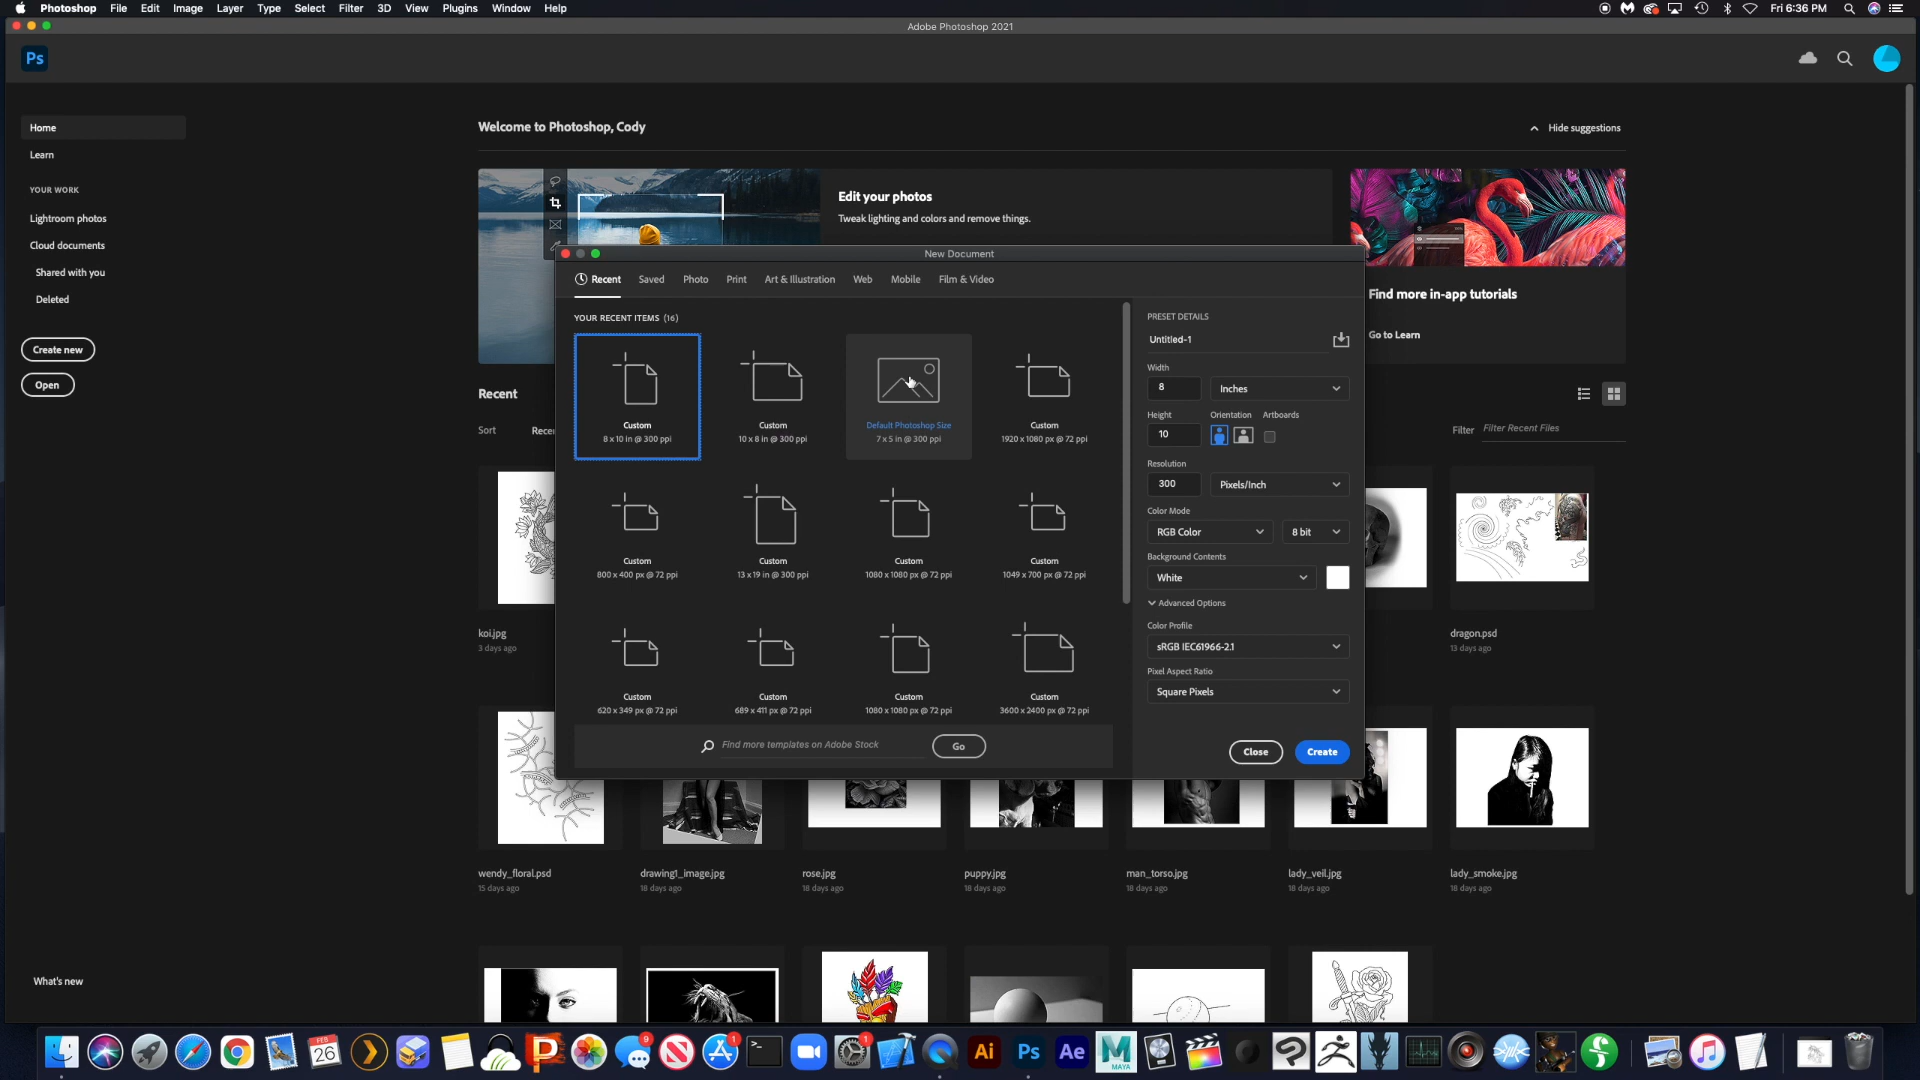 Photoshop File Edit Image Layer Type Select Filter 3D View Plugins Window Help
Fri 6:36 PM
Adobe Photoshop 2021
Ps
Home
Learn
YOUR WORK
Lightroom photos
Cloud documents
Shared with you
Deleted
Create new
Open
What's new
Welcome to Photoshop, Cody
Hide suggestions
Edit your photos
Tweak lighting and colors and remove things.
Find more in-app tutorials
Go to Learn
Recent
Sort
Recen
Filter
Filter Recent Files
New Document
Recent Saved Photo Print Art & Illustration Web Mobile Film & Video
YOUR RECENT ITEMS (16)
Custom
8 x 10 in @ 300 ppi
Custom
10 x 8 in @ 300 ppi
Default Photoshop Size
7 x 5 in @ 300 ppi
Custom
1920 x 1080 px @ 72 ppi
Custom
800 x 400 px @ 72 ppi
Custom
13 x 19 in @ 300 ppi
Custom
1080 x 1080 px @ 72 ppi
Custom
1049 x 700 px @ 72 ppi
Custom
620 x 349 px @ 72 ppi
Custom
689 x 411 px @ 72 ppi
Custom
1080 x 1080 px @ 72 ppi
Custom
3600 x 2400 px @ 72 ppi
Find more templates on Adobe Stock
Go
PRESET DETAILS
Untitled-1
Width
8
Inches
Height
Orientation
Artboards
10
Resolution
300
Pixels/Inch
Color Mode
RGB Color
8 bit
Background Contents
White
Advanced Options
Color Profile
sRGB IEC61966-2.1
Pixel Aspect Ratio
Square Pixels
Close
Create
koi.jpg
3 days ago
dragon.psd
13 days ago
wendy_floral.psd
15 days ago
drawing1_image.jpg
18 days ago
rose.jpg
18 days ago
puppy.jpg
18 days ago
man_torso.jpg
18 days ago
lady_veil.jpg
18 days ago
lady_smoke.jpg
18 days ago
FEB
26
9
1
1
Ai
Ps
Ae
M
MAYA